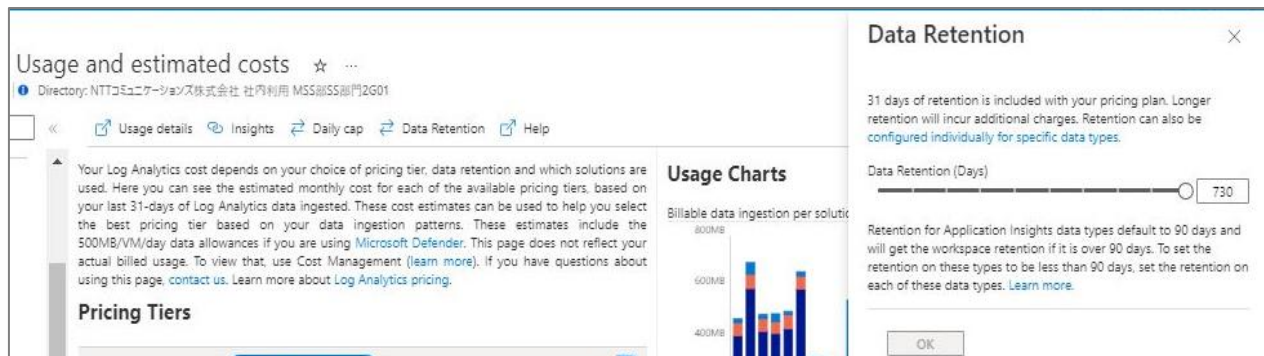 Usage and estimated costs
Directory: NTTコミュニケーションズ株式会社 社内利用 MSS部SS部門2G01
Usage details Insights Daily cap Data Retention Help
Your Log Analytics cost depends on your choice of pricing tier, data retention and which solutions are
used. Here you can see the estimated monthly cost for each of the available pricing tiers, based on
your last 31-days of Log Analytics data ingested. These cost estimates can be used to help you select
the best pricing tier based on your data ingestion patterns. These estimates include the
500MB/VM/day data allowances if you are using Microsoft Defender. This page does not reflect your
actual billed usage. To view that, use Cost Management (learn more). If you have questions about
using this page, contact us. Learn more about Log Analytics pricing.
Pricing Tiers
Usage Charts
Billable data ingestion per solutio
800MB
600MB
400MB
Data Retention
31 days of retention is included with your pricing plan. Longer
retention will incur additional charges. Retention can also be
configured individually for specific data types.
Data Retention (Days)
730
Retention for Application Insights data types default to 90 days and
will get the workspace retention if it is over 90 days. To set the
retention on these types to be less than 90 days, set the retention on
each of these data types. Learn more.
OK